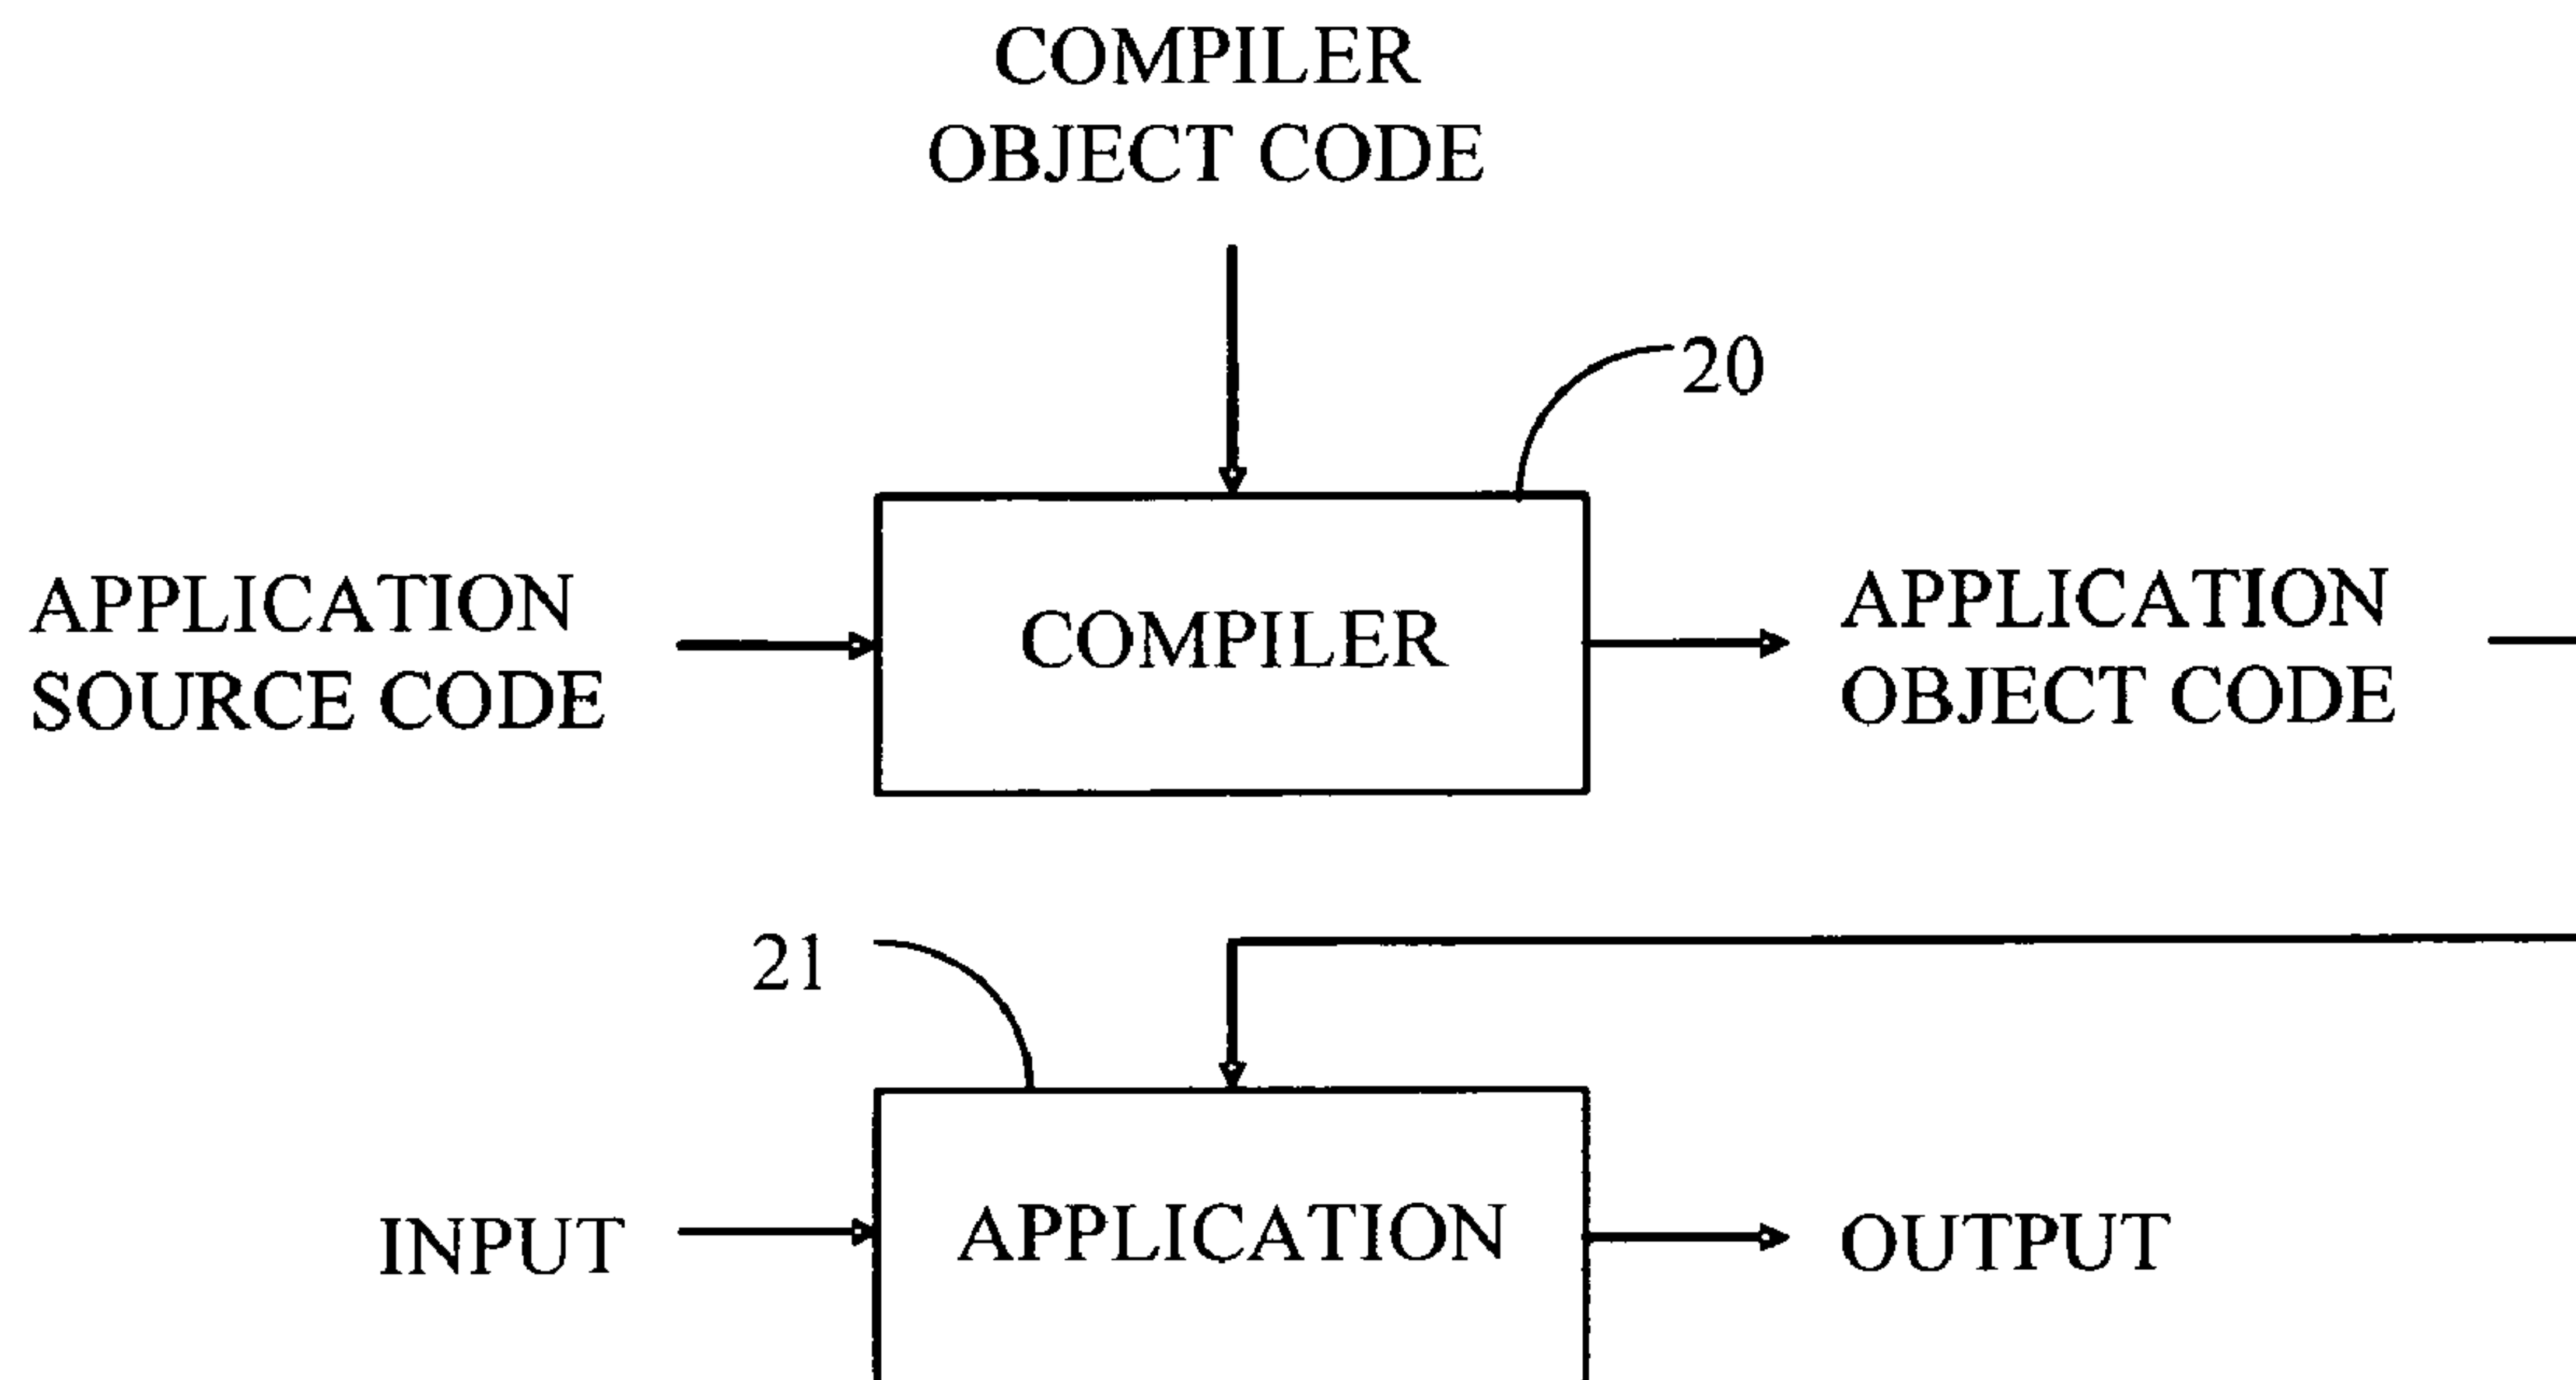 COMPILER
OBJECT CODE
20
APPLICATION
SOURCE CODE
COMPILER
APPLICATION
OBJECT CODE
21
INPUT
APPLICATION
OUTPUT